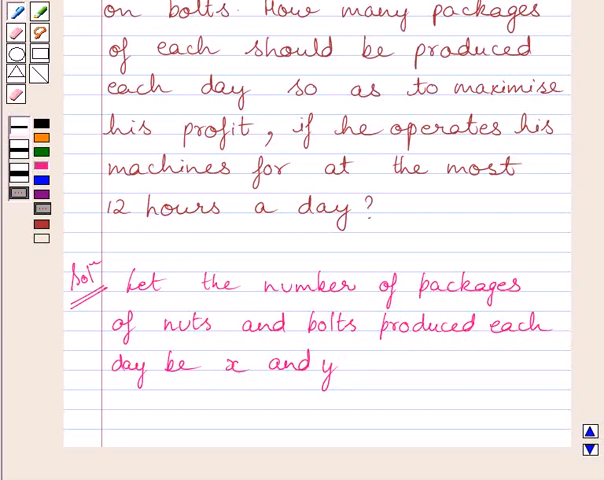 on bolts. How many packages
of each should be produced
each day so as to maximise
his profit, if he operates his
machines for at the most
12 hours a day?
Solⁿ Let the number of packages
of nuts and bolts produced each
day be x and y